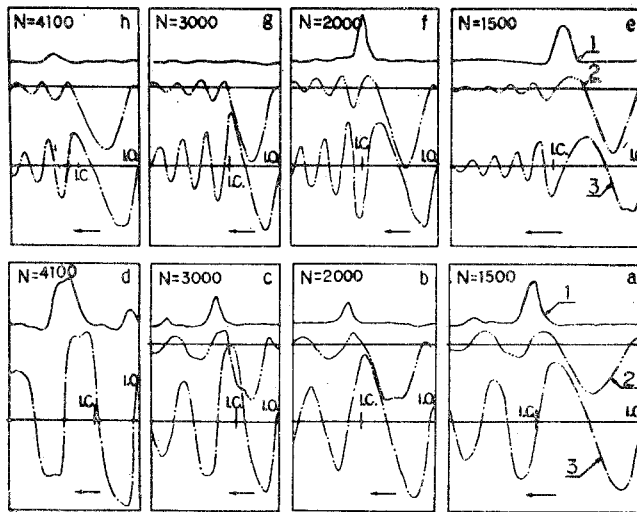 N=4100 h
N=3000 g
N=2000 f
N=1500 e
1
2
I.C. I.O.
I.C. I.O.
I.C. I.O.
I.C. I.O.
3
N=4100 d
N=3000 c
N=2000 b
N=1500 a
1
2
I.C. I.O.
I.C. I.O.
I.C. I.O.
I.C. I.O.
3